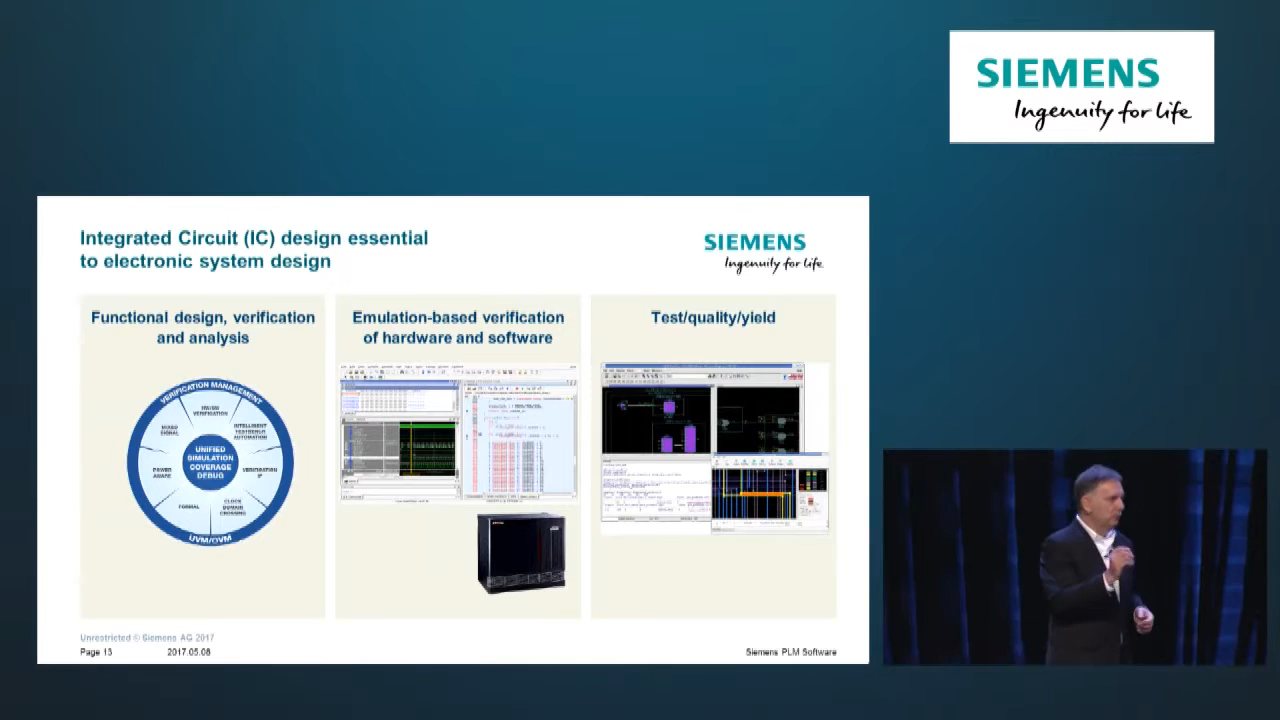 SIEMENS
Ingenuity for life
Integrated Circuit (IC) design essential
to electronic system design
SIEMENS
Ingenuity for life
Functional design, verification
and analysis
VERIFICATION MANAGEMENT
HW/SW
VERIFICATION
MIXED
SIGNAL
INTELLIGENT
TESTBENCH
AUTOMATION
UNIFIED
SIMULATION
COVERAGE
DEBUG
POWER
AWARE
VERIFICATION
IP
FORMAL
CLOCK
DOMAIN
CROSSING
UVM/OVM
Emulation-based verification
of hardware and software
Test/quality/yield
Unrestricted © Siemens AG 2017
Page 13
2017.05.08
Siemens PLM Software